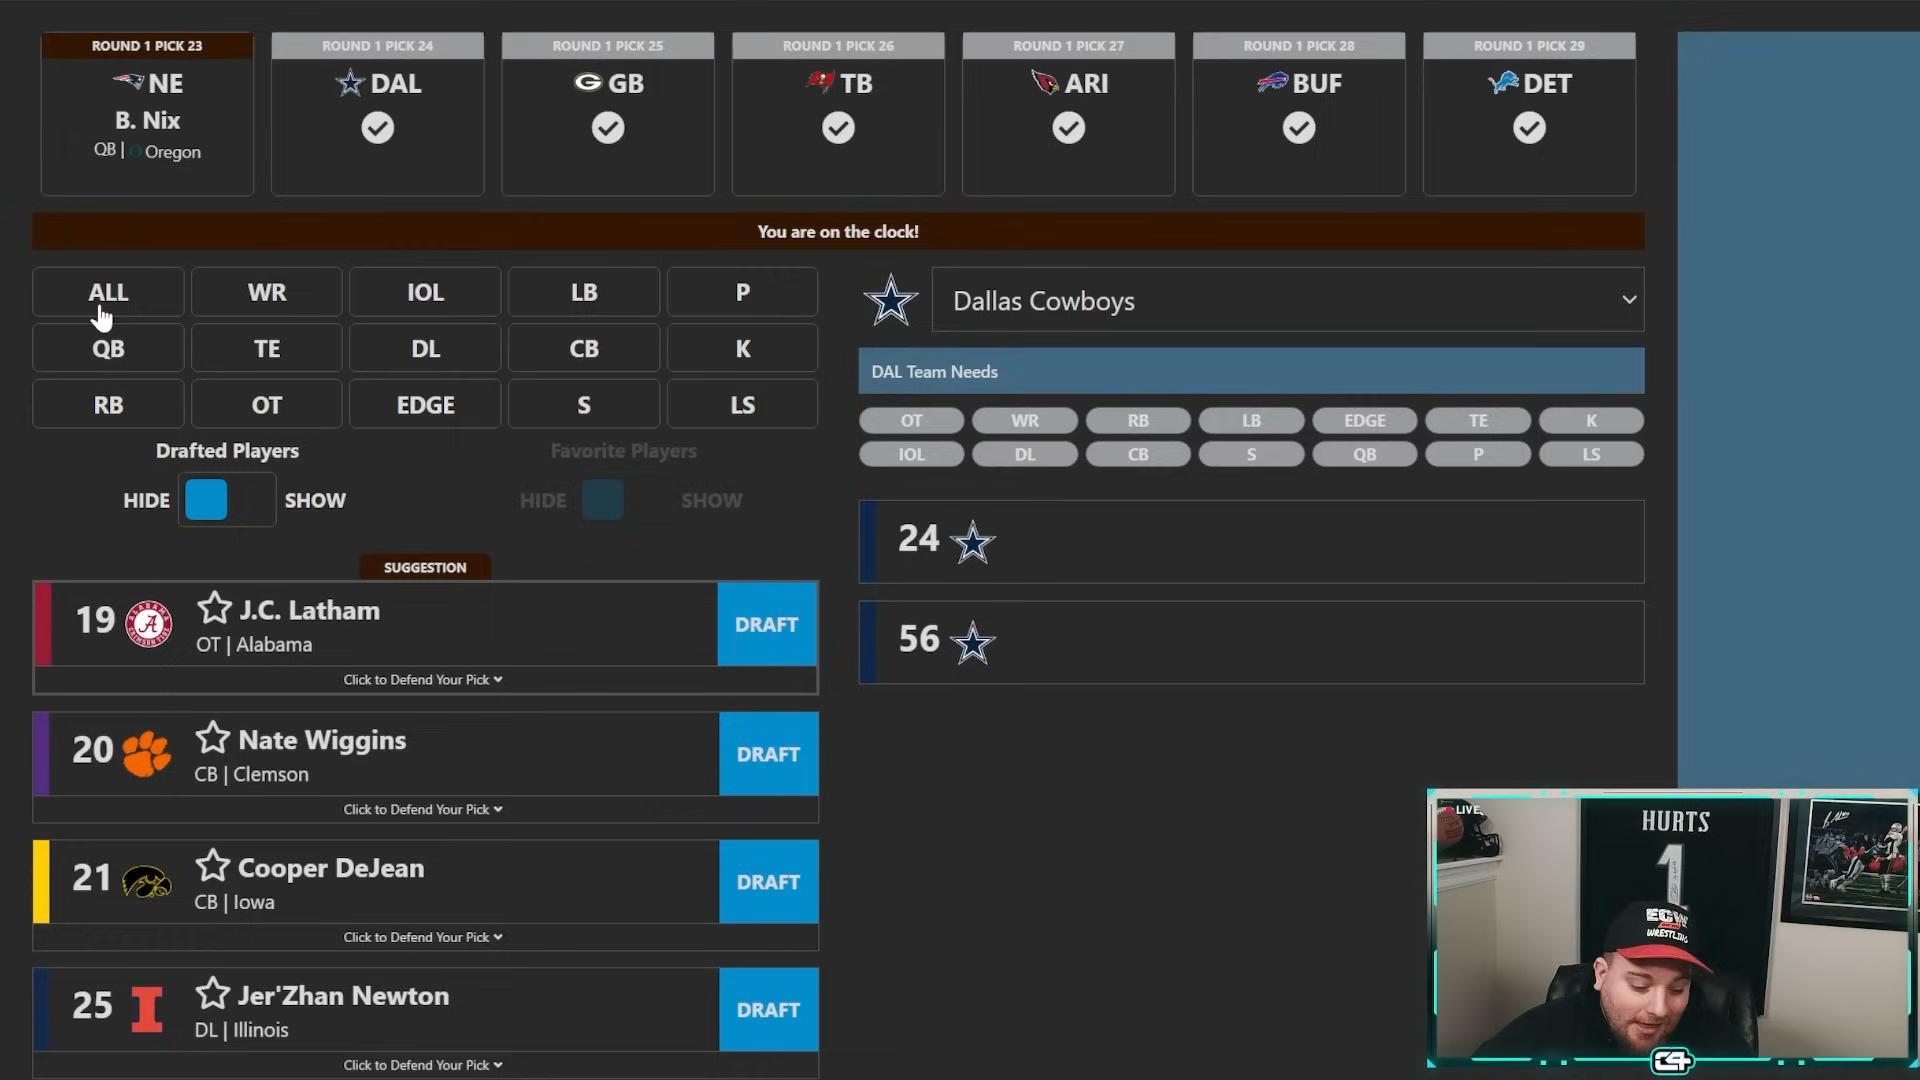 ROUND 1 PICK 23
NE
B. Nix
QB | Oregon
ROUND 1 PICK 24
DAL
ROUND 1 PICK 25
GB
ROUND 1 PICK 26
TB
ROUND 1 PICK 27
ARI
ROUND 1 PICK 28
BUF
ROUND 1 PICK 29
DET
You are on the clock!
ALL WR IOL LB P
QB TE DL CB K
RB OT EDGE S LS
Drafted Players
HIDE SHOW
Favorite Players
HIDE SHOW
SUGGESTION
19 J.C. Latham
OT | Alabama
DRAFT
Click to Defend Your Pick
20 Nate Wiggins
CB | Clemson
DRAFT
Click to Defend Your Pick
21 Cooper DeJean
CB | Iowa
DRAFT
Click to Defend Your Pick
25 Jer'Zhan Newton
DL | Illinois
DRAFT
Click to Defend Your Pick
Dallas Cowboys
DAL Team Needs
OT WR RB LB EDGE TE K
IOL DL CB S QB P LS
24
56
LIVE
HURTS
1
ECW
WRESTLING
C4